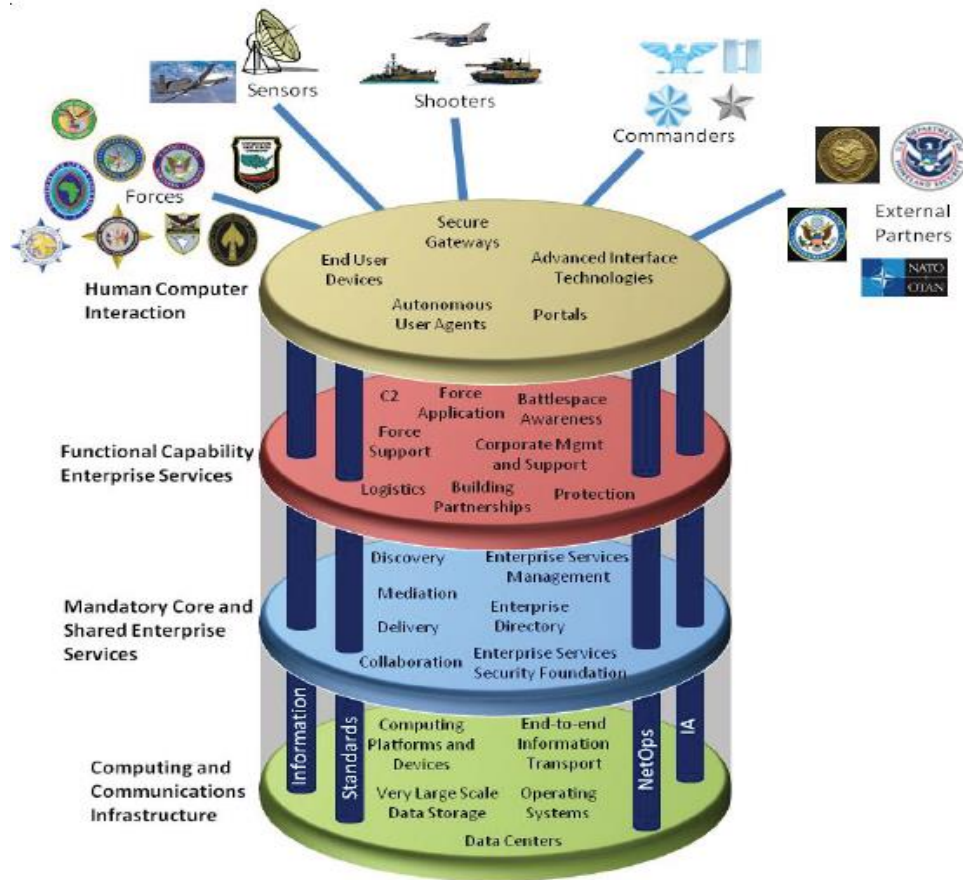 Sensors
Shooters
Commanders
Forces
U.S. DEPARTMENT OF
HOMELAND SECURITY
External
Partners
NATO
OTAN
Human Computer
Interaction
Secure
Gateways
End User
Devices
Advanced Interface
Technologies
Autonomous
User Agents
Portals
Functional Capability
Enterprise Services
C2
Force
Application
Battlespace
Awareness
Force
Support
Corporate Mgmt
and Support
Logistics
Building
Partnerships
Protection
Mandatory Core and
Shared Enterprise
Services
Discovery
Enterprise Services
Management
Mediation
Enterprise
Directory
Delivery
Collaboration
Enterprise Services
Security Foundation
Computing and
Communications
Infrastructure
Information
Standards
NetOps
IA
Computing
Platforms and
Devices
End-to-end
Information
Transport
Very Large Scale
Data Storage
Operating
Systems
Data Centers